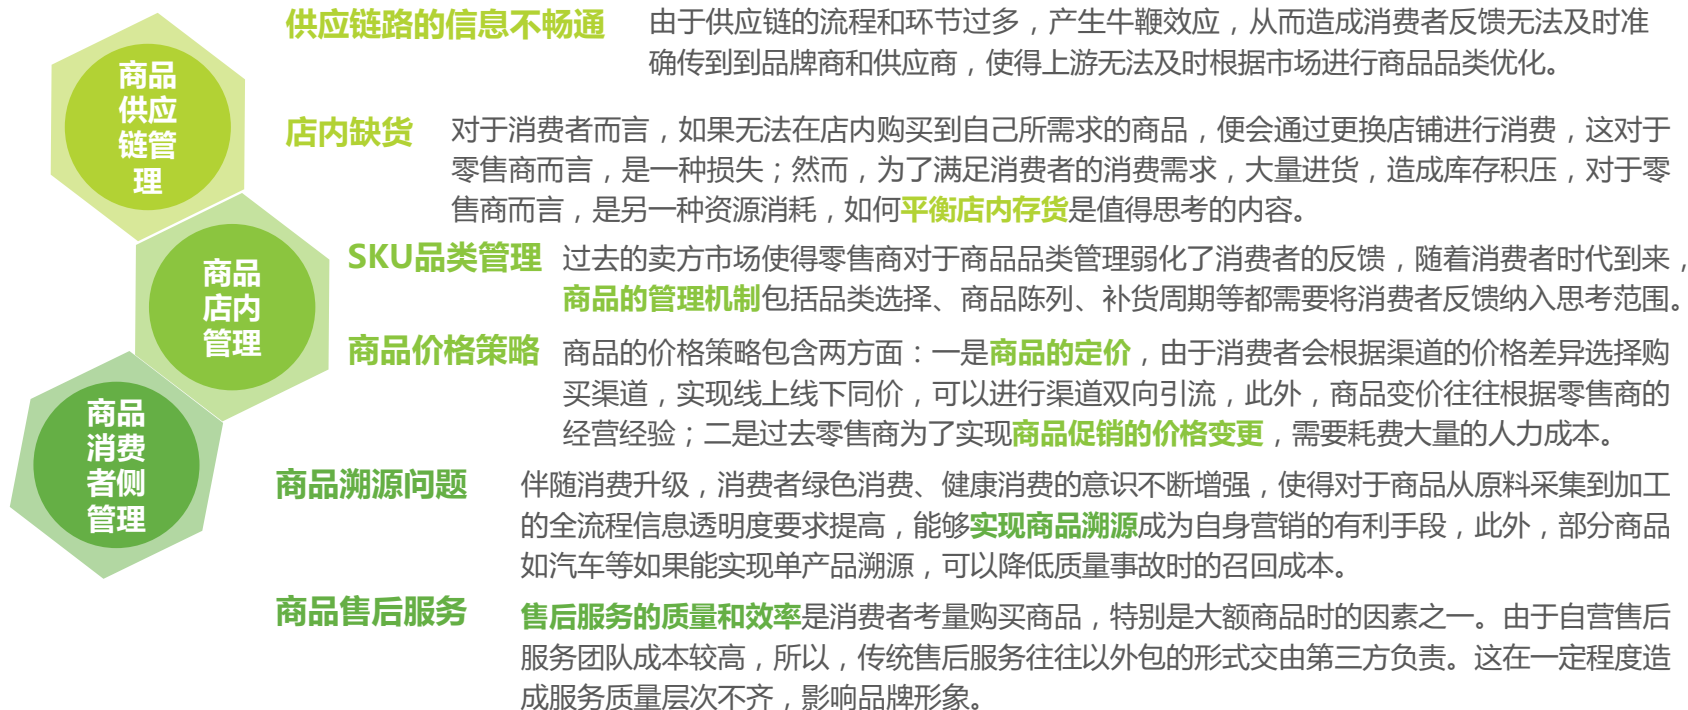 商品
供应
链管
理
供应链路的信息不畅通
由于供应链的流程和环节过多，产生牛鞭效应，从而造成消费者反馈无法及时准
确传到到品牌商和供应商，使得上游无法及时根据市场进行商品品类优化。
店内缺货
对于消费者而言，如果无法在店内购买到自己所需求的商品，便会通过更换店铺进行消费，这对于
零售商而言，是一种损失；然而，为了满足消费者的消费需求，大量进货，造成库存积压，对于零
售商而言，是另一种资源消耗，如何平衡店内存货是值得思考的内容。
商品
店内
管理
SKU品类管理
过去的卖方市场使得零售商对于商品品类管理弱化了消费者的反馈，随着消费者时代到来，
商品的管理机制包括品类选择、商品陈列、补货周期等都需要将消费者反馈纳入思考范围。
商品价格策略
商品的价格策略包含两方面：一是商品的定价，由于消费者会根据渠道的价格差异选择购
买渠道，实现线上线下同价，可以进行渠道双向引流，此外，商品变价往往根据零售商的
经营经验；二是过去零售商为了实现商品促销的价格变更，需要耗费大量的人力成本。
商品
消费
者侧
管理
商品溯源问题
伴随消费升级，消费者绿色消费、健康消费的意识不断增强，使得对于商品从原料采集到加工
的全流程信息透明度要求提高，能够实现商品溯源成为自身营销的有利手段，此外，部分商品
如汽车等如果能实现单产品溯源，可以降低质量事故时的召回成本。
商品售后服务
售后服务的质量和效率是消费者考量购买商品，特别是大额商品时的因素之一。由于自营售后
服务团队成本较高，所以，传统售后服务往往以外包的形式交由第三方负责。这在一定程度造
成服务质量层次不齐，影响品牌形象。